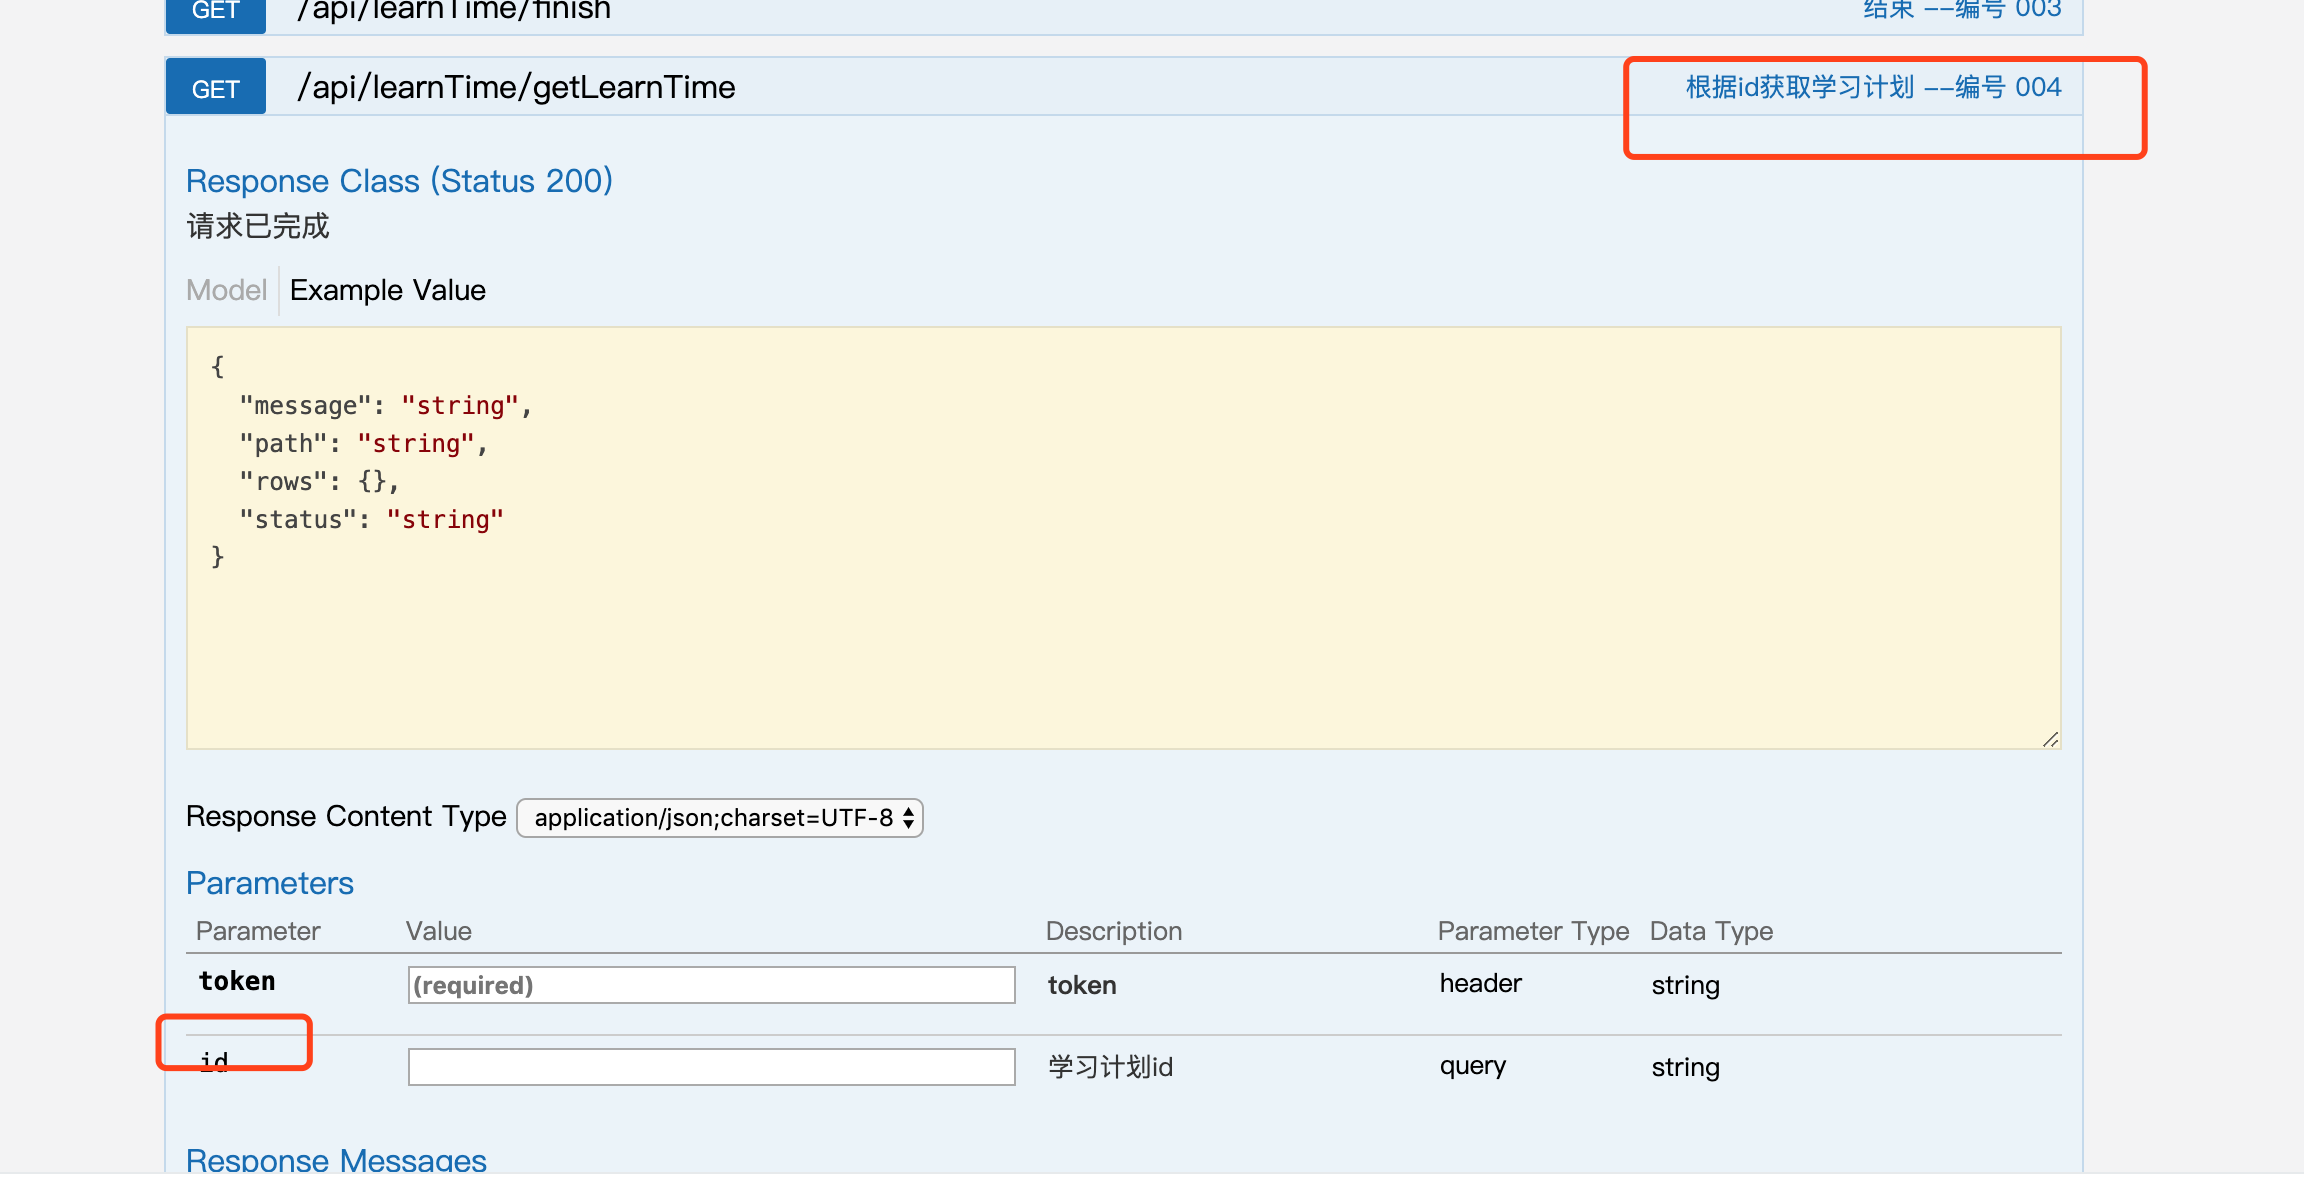 GET /api/learnTime/finish 结束 --编号 003
GET /api/learnTime/getLearnTime 根据id获取学习计划 --编号 004
Response Class (Status 200)
请求已完成
Model Example Value
{
"message": "string",
"path": "string",
"rows": {},
"status": "string"
}
Response Content Type application/json;charset=UTF-8
Parameters
Parameter Value Description Parameter Type Data Type
token (required) token header string
id 学习计划id query string
Response Messages